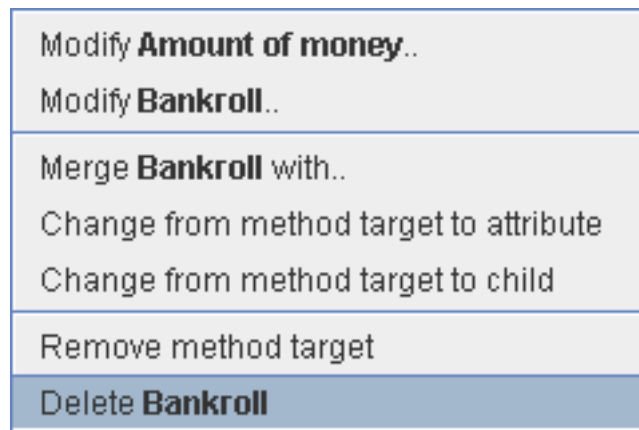 Modify Amount of money..
Modify Bankroll..
Merge Bankroll with..
Change from method target to attribute
Change from method target to child
Remove method target
Delete Bankroll